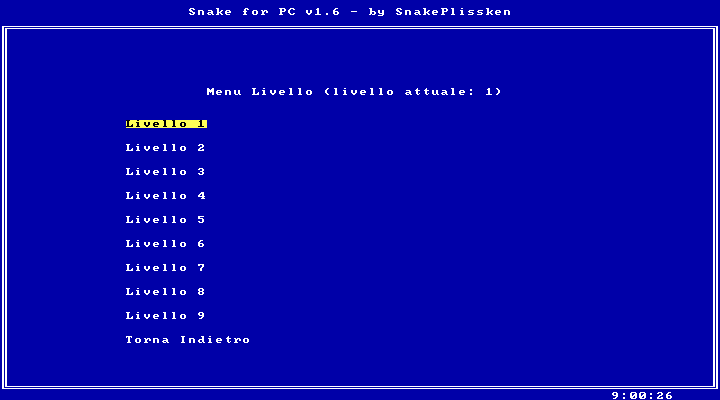 Snake for PC v1.6 - by SnakePlissken
Menu Livello (livello attuale: 1)
Livello 1
Livello 2
Livello 3
Livello 4
Livello 5
Livello 6
Livello 7
Livello 8
Livello 9
Torna Indietro
9:00:26